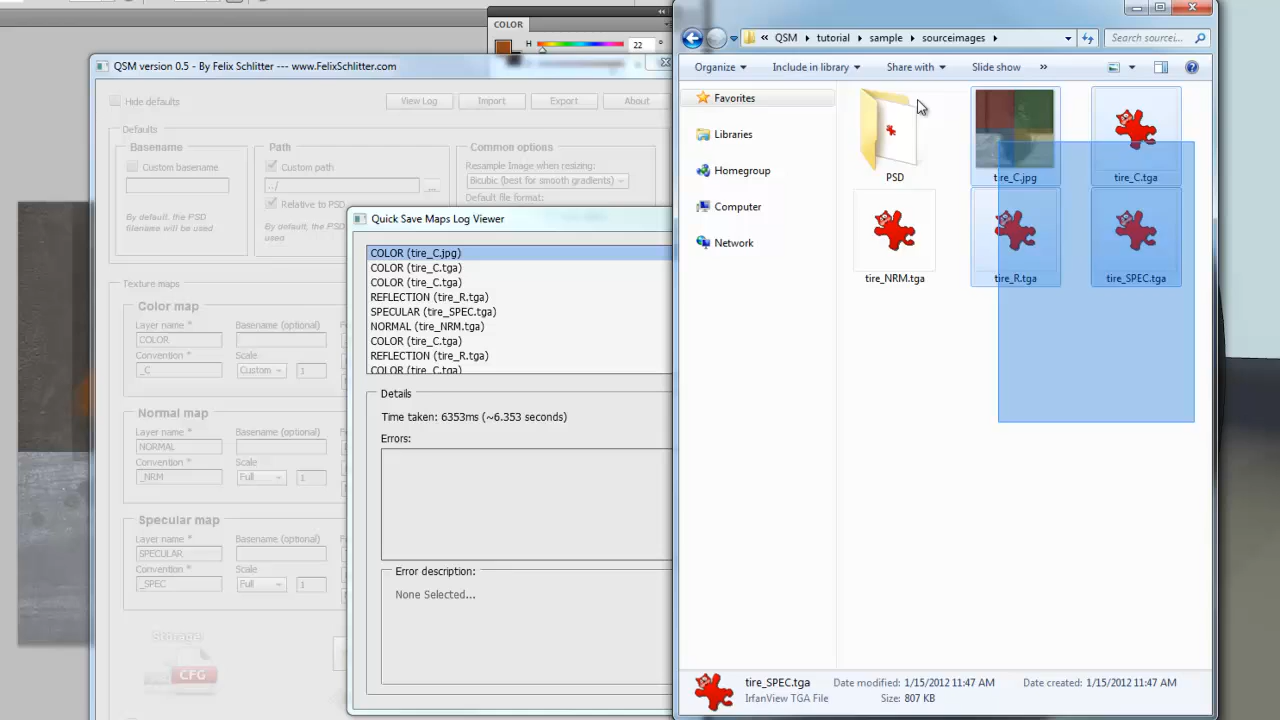 COLOR
H 22 °
QSM version 0.5 - By Felix Schlitter --- www.FelixSchlitter.com
Hide defaults
View Log
Import
Export
About
Defaults
Basename
Custom basename
By default, the PSD
filename will be used
Path
Custom path
../
...
Relative to PSD
By default, the PSD
used
Common options
Resample Image when resizing:
Bicubic (best for smooth gradients)
Default file format:
Texture maps
Color map
Layer name * Basename (optional)
COLOR
Convention * Scale
_C Custom 1
Normal map
Layer name * Basename (optional)
NORMAL
Convention * Scale
_NRM Full 1
Specular map
Layer name * Basename (optional)
SPECULAR
Convention * Scale
_SPEC Full 1
Storage:
CFG
Quick Save Maps Log Viewer
COLOR (tire_C.jpg)
COLOR (tire_C.tga)
COLOR (tire_C.tga)
REFLECTION (tire_R.tga)
SPECULAR (tire_SPEC.tga)
NORMAL (tire_NRM.tga)
COLOR (tire_C.tga)
REFLECTION (tire_R.tga)
COLOR (tire_C.tga)
Details
Time taken: 6353ms (~6.353 seconds)
Errors:
Error description:
None Selected...
« QSM ▸ tutorial ▸ sample ▸ sourceimages ▸
Search sourcei...
Organize ▾ Include in library ▾ Share with ▾ Slide show »
Favorites
Libraries
Homegroup
Computer
Network
PSD
tire_C.jpg
tire_C.tga
tire_NRM.tga
tire_R.tga
tire_SPEC.tga
tire_SPEC.tga Date modified: 1/15/2012 11:47 AM Date created: 1/15/2012 11:47 AM
IrfanView TGA File Size: 807 KB